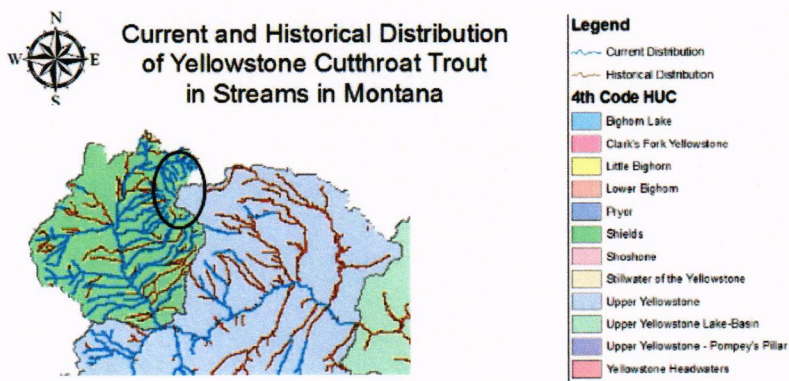 N
W E
S
Current and Historical Distribution
of Yellowstone Cutthroat Trout
in Streams in Montana
Legend
Current Distribution
Historical Distribution
4th Code HUC
Bighorn Lake
Clark's Fork Yellowstone
Little Bighorn
Lower Bighorn
Pryer
Shields
Shoshone
Stillwater of the Yellowstone
Upper Yellowstone
Upper Yellowstone Lake-Basin
Upper Yellowstone - Pompey's Pillar
Yellowstone Headwaters